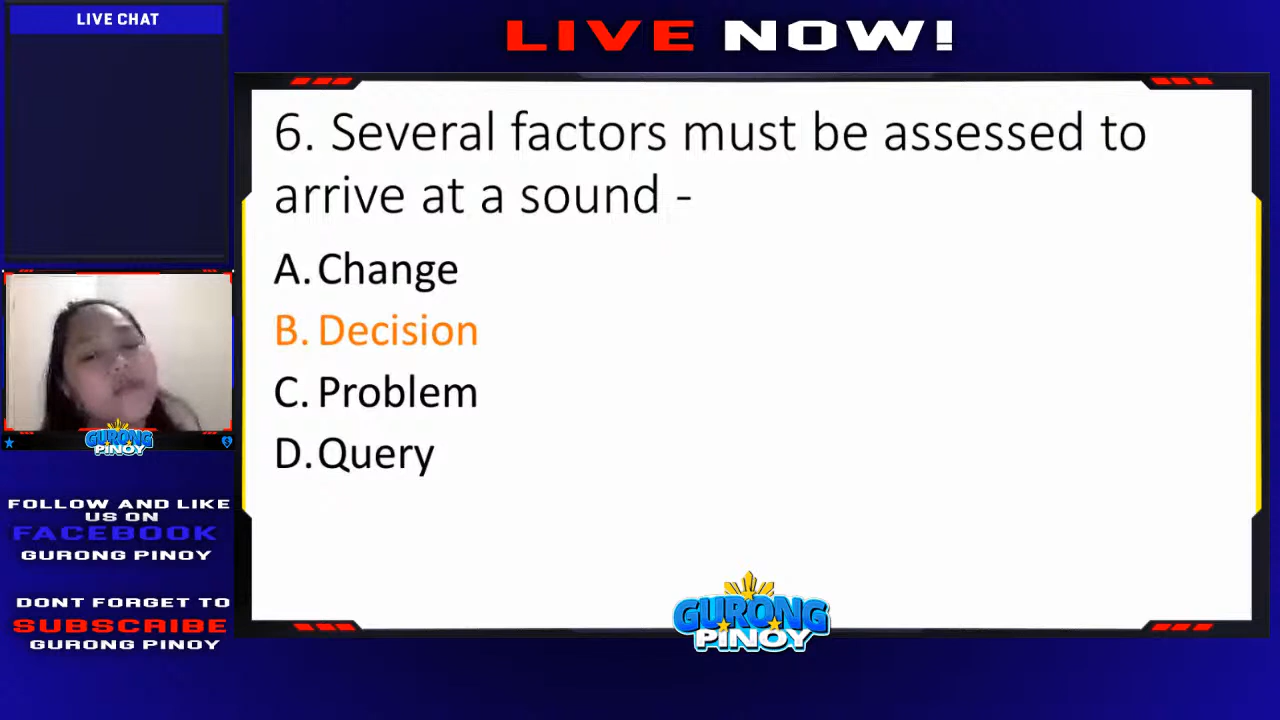 LIVE CHAT
LIVE NOW!
6. Several factors must be assessed to
arrive at a sound -
A. Change
B. Decision
C. Problem
D. Query
GURONG
PINOY
FOLLOW AND LIKE
US ON
FACEBOOK
GURONG PINOY
DONT FORGET TO
SUBSCRIBE
GURONG PINOY
GURONG
PINOY